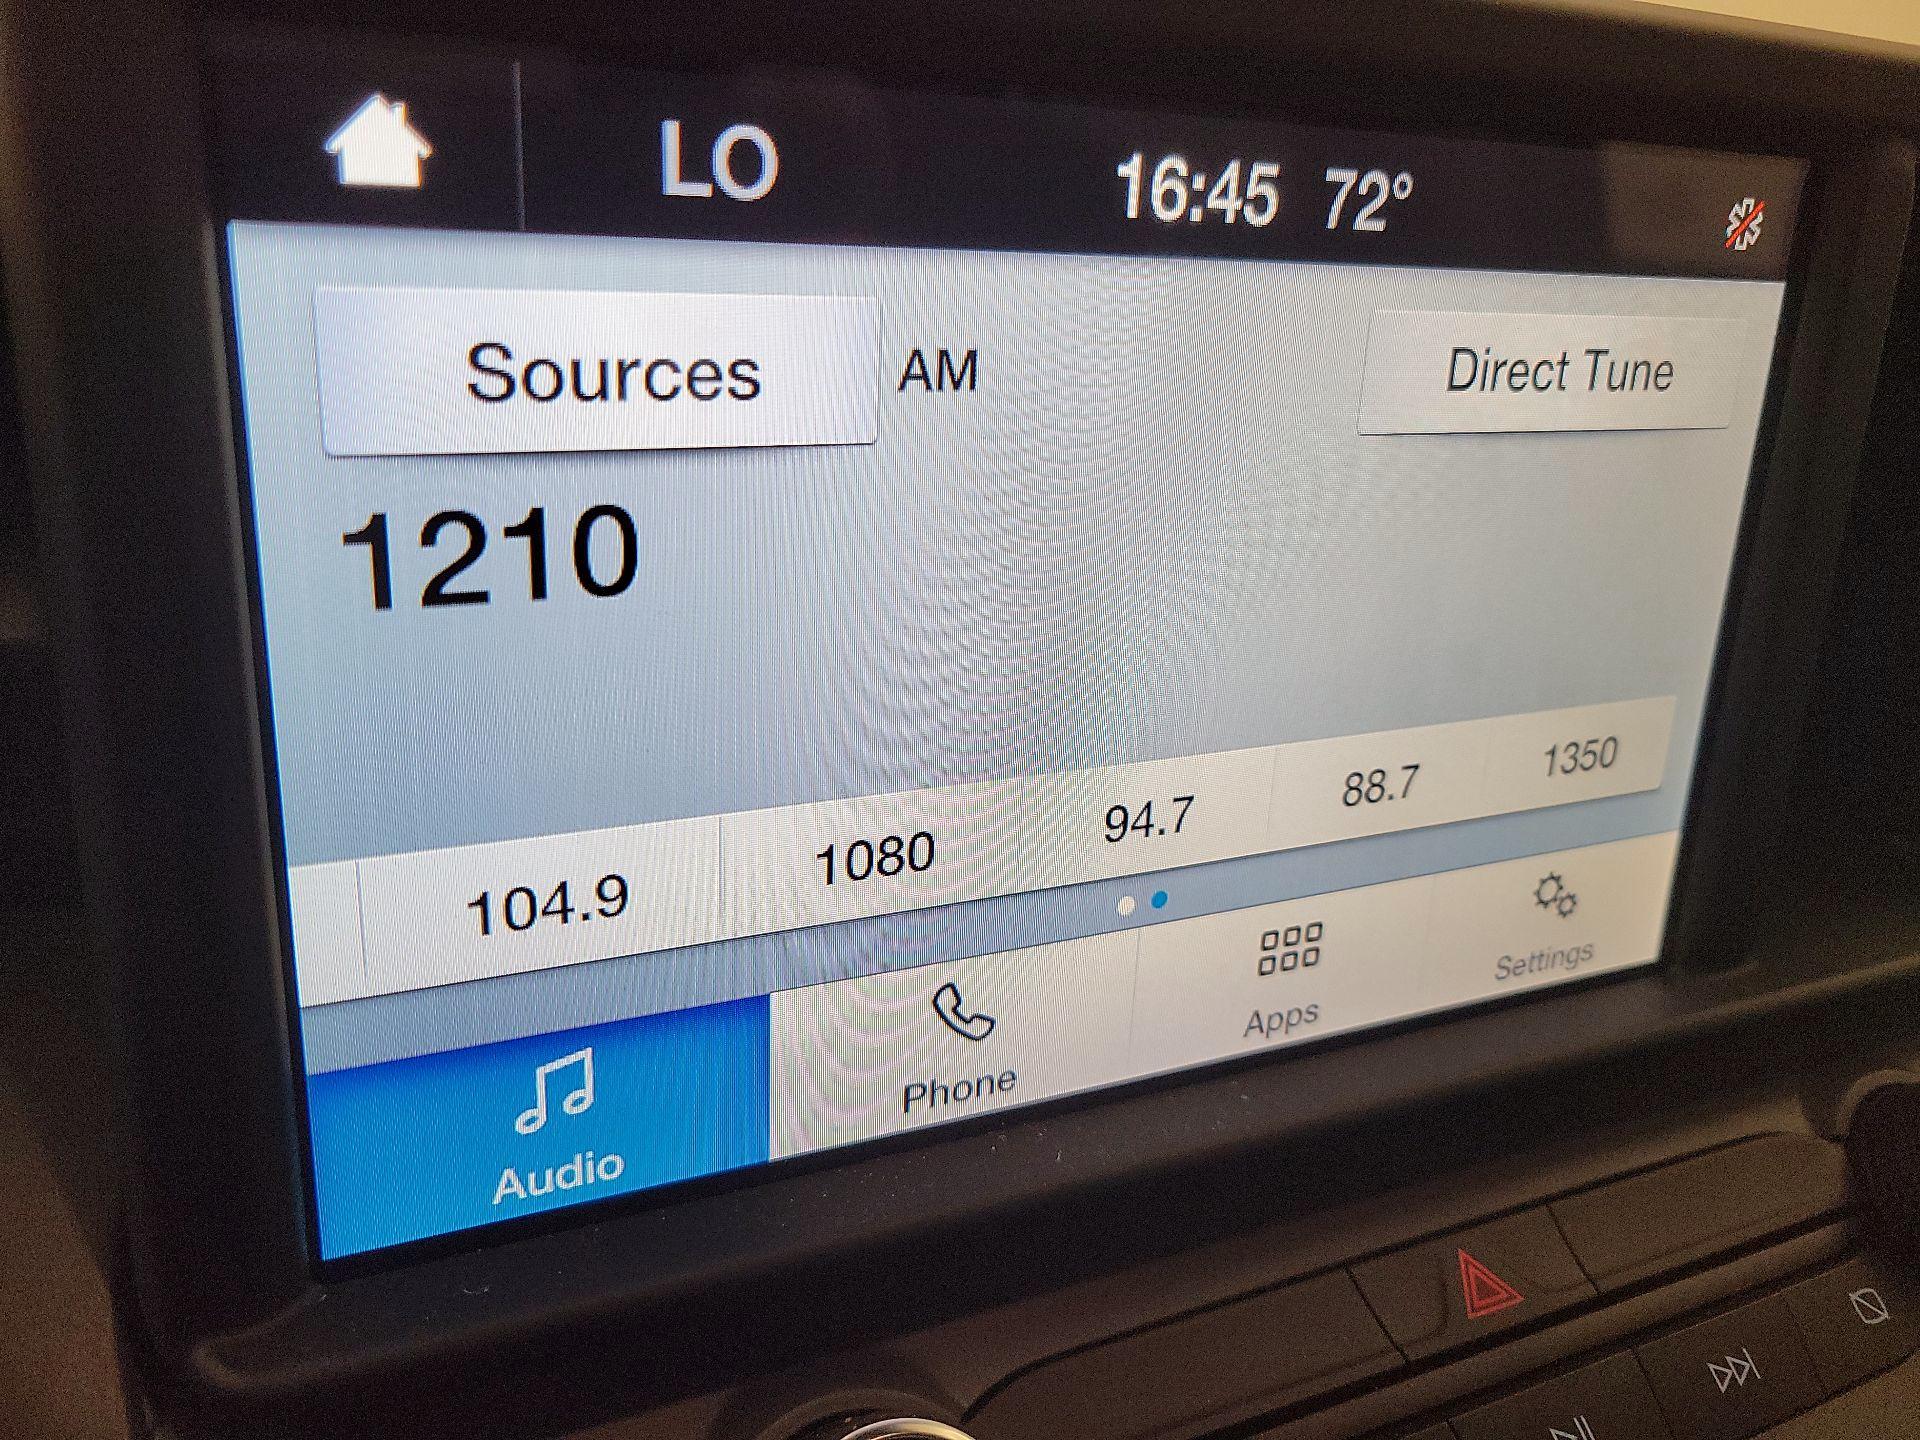 LO
16:45 72°
Sources
AM
Direct Tune
1210
104.9
1080
94.7
88.7
1350
Audio
Phone
Apps
Settings